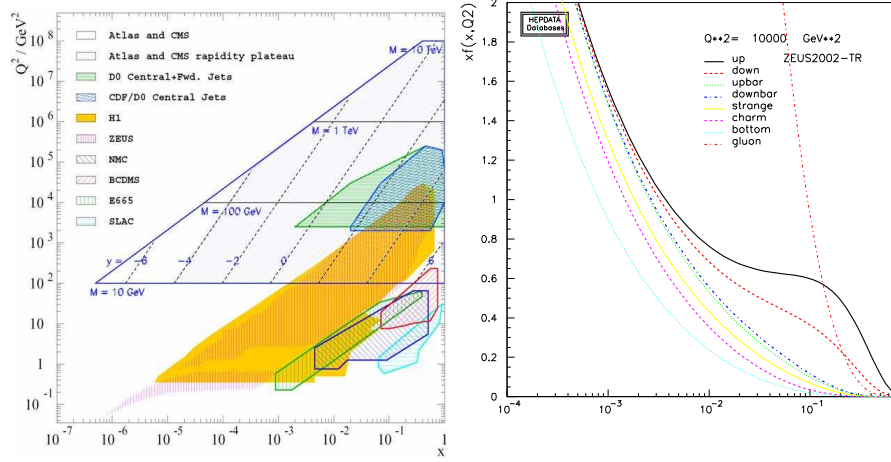 Q² / GeV²
10⁸
10⁷
10⁶
10⁵
10⁴
10³
10²
10
1
10⁻¹
Atlas and CMS
Atlas and CMS rapidity plateau
D0 Central+Fwd. Jets
CDF/D0 Central Jets
H1
ZEUS
NMC
BCDMS
E665
SLAC
M = 10 TeV
M = 1 TeV
M = 100 GeV
y = -6 -4 -2 0 6
M = 10 GeV
10⁻⁷ 10⁻⁶ 10⁻⁵ 10⁻⁴ 10⁻³ 10⁻² 10⁻¹ 1
x
xf(x,Q2)
2
1.8
1.6
1.4
1.2
1
0.8
0.6
0.4
0.2
0
HEPDATA
Databases
Q**2= 10000 GeV**2
up ZEUS2002-TR
down
upbar
downbar
strange
charm
bottom
gluon
10⁻⁴ 10⁻³ 10⁻² 10⁻¹